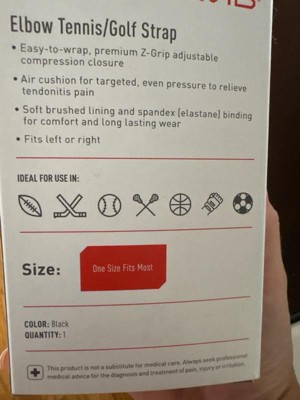 Elbow Tennis/Golf Strap
• Easy-to-wrap, premium Z-Grip adjustable
compression closure
• Air cushion for targeted, even pressure to relieve
tendonitis pain
• Soft brushed lining and spandex [elastane] binding
for comfort and long lasting wear
• Fits left or right
IDEAL FOR USE IN:
Size:
One Size Fits Most
COLOR: Black
QUANTITY: 1
This product is not a substitute for medical care. Always seek professional
medical advice for the diagnosis and treatment of pain, injury or irritation.